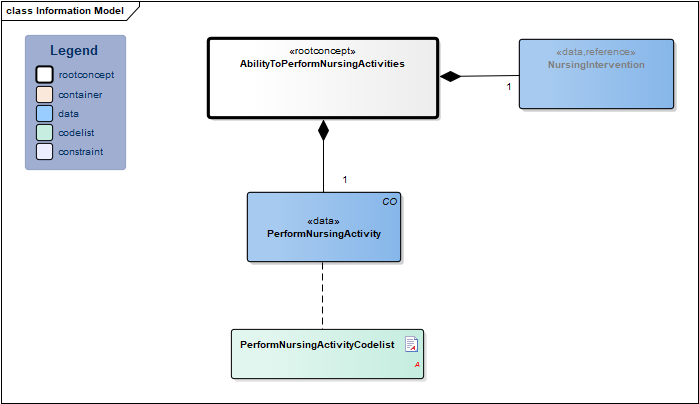 class Information Model
Legend
rootconcept
container
data
codelist
constraint
«rootconcept»
AbilityToPerformNursingActivities
«data,reference»
NursingIntervention
1
1
CO
«data»
PerformNursingActivity
PerformNursingActivityCodelist
A
A